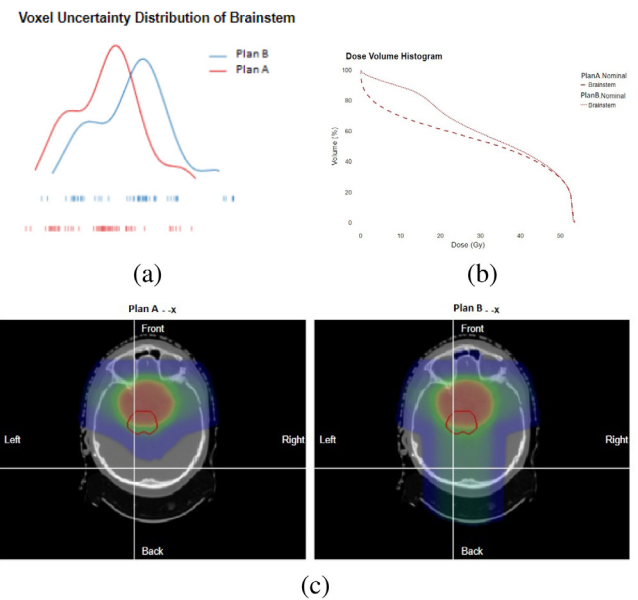 Voxel Uncertainty Distribution of Brainstem
Plan B
Plan A
(a)
Dose Volume Histogram
100
80
60
40
20
0
Volume (%)
0 10 20 30 40 50
Dose (Gy)
PlanA Nominal
Brainstem
PlanB Nominal
Brainstem
(b)
Plan A - -x
Front
Left
Right
Back
Plan B - -x
Front
Left
Right
Back
(c)